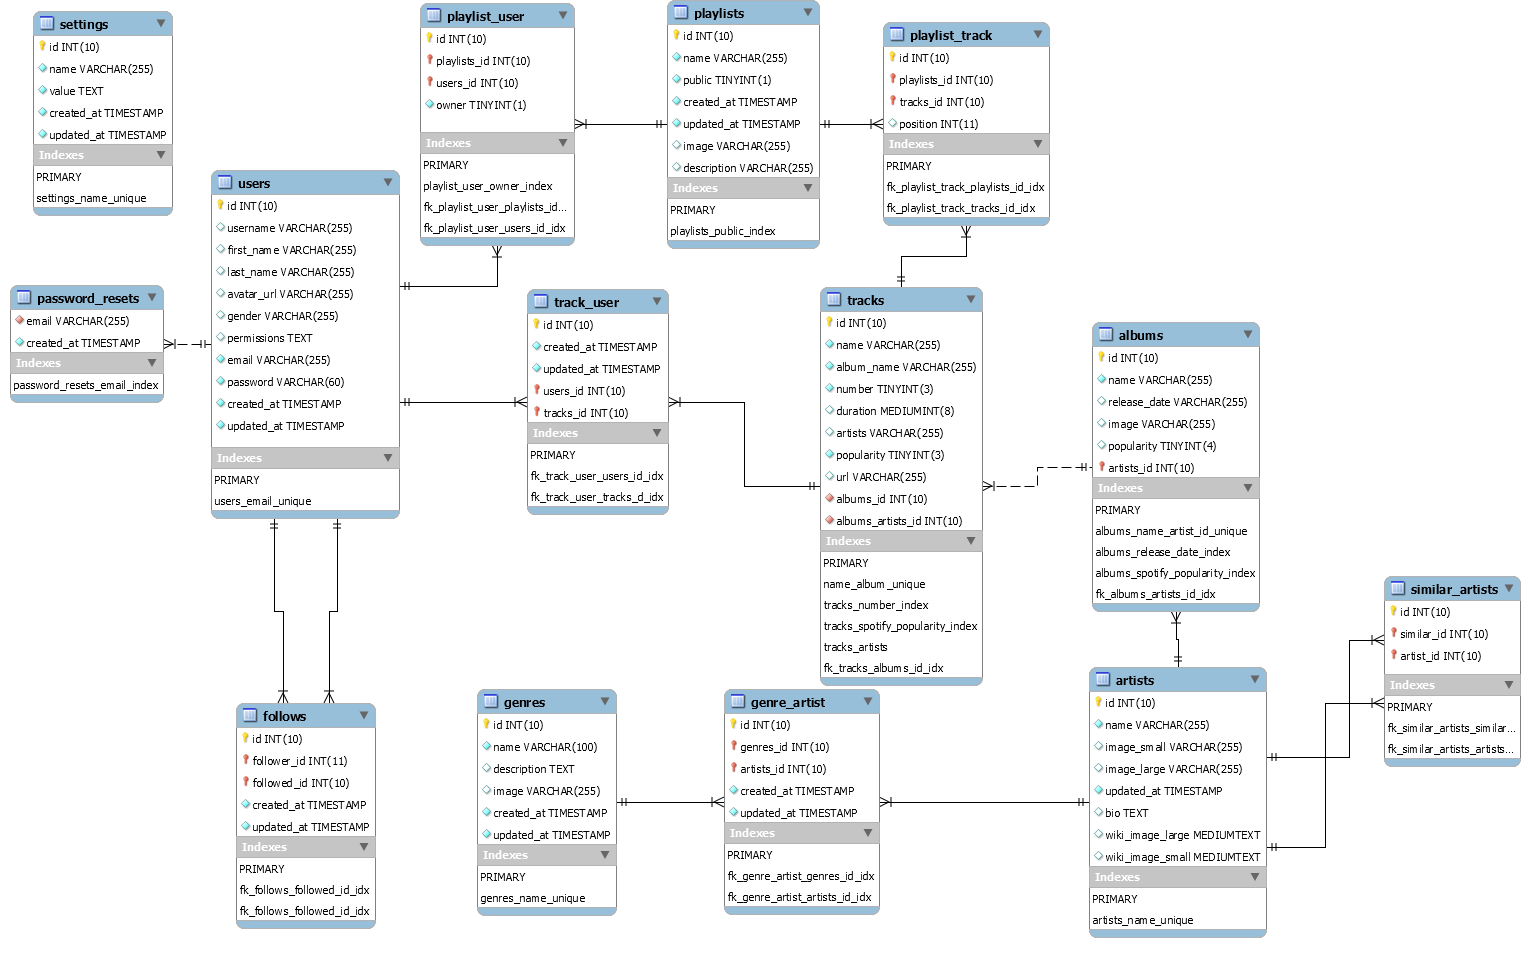 settings
id INT(10)
name VARCHAR(255)
value TEXT
created_at TIMESTAMP
updated_at TIMESTAMP
Indexes
PRIMARY
settings_name_unique
playlist_user
id INT(10)
playlists_id INT(10)
users_id INT(10)
owner TINYINT(1)
Indexes
PRIMARY
playlist_user_owner_index
fk_playlist_user_playlists_id...
fk_playlist_user_users_id_idx
playlists
id INT(10)
name VARCHAR(255)
public TINYINT(1)
created_at TIMESTAMP
updated_at TIMESTAMP
image VARCHAR(255)
description VARCHAR(255)
Indexes
PRIMARY
playlists_public_index
playlist_track
id INT(10)
playlists_id INT(10)
tracks_id INT(10)
position INT(11)
Indexes
PRIMARY
fk_playlist_track_playlists_id_idx
fk_playlist_track_tracks_id_idx
users
id INT(10)
username VARCHAR(255)
first_name VARCHAR(255)
last_name VARCHAR(255)
avatar_url VARCHAR(255)
gender VARCHAR(255)
permissions TEXT
email VARCHAR(255)
password VARCHAR(60)
created_at TIMESTAMP
updated_at TIMESTAMP
Indexes
PRIMARY
users_email_unique
password_resets
email VARCHAR(255)
created_at TIMESTAMP
Indexes
password_resets_email_index
track_user
id INT(10)
created_at TIMESTAMP
updated_at TIMESTAMP
users_id INT(10)
tracks_id INT(10)
Indexes
PRIMARY
fk_track_user_users_id_idx
fk_track_user_tracks_d_idx
tracks
id INT(10)
name VARCHAR(255)
album_name VARCHAR(255)
number TINYINT(3)
duration MEDIUMINT(8)
artists VARCHAR(255)
popularity TINYINT(3)
url VARCHAR(255)
albums_id INT(10)
albums_artists_id INT(10)
Indexes
PRIMARY
name_album_unique
tracks_number_index
tracks_spotify_popularity_index
tracks_artists
fk_tracks_albums_id_idx
albums
id INT(10)
name VARCHAR(255)
release_date VARCHAR(255)
image VARCHAR(255)
popularity TINYINT(4)
artists_id INT(10)
Indexes
PRIMARY
albums_name_artist_id_unique
albums_release_date_index
albums_spotify_popularity_index
fk_albums_artists_id_idx
similar_artists
id INT(10)
similar_id INT(10)
artist_id INT(10)
Indexes
PRIMARY
fk_similar_artists_similar...
fk_similar_artists_artists...
follows
id INT(10)
follower_id INT(11)
followed_id INT(10)
created_at TIMESTAMP
updated_at TIMESTAMP
Indexes
PRIMARY
fk_follows_followed_id_idx
fk_follows_followed_id_idx
genres
id INT(10)
name VARCHAR(100)
description TEXT
image VARCHAR(255)
created_at TIMESTAMP
updated_at TIMESTAMP
Indexes
PRIMARY
genres_name_unique
genre_artist
id INT(10)
genres_id INT(10)
artists_id INT(10)
created_at TIMESTAMP
updated_at TIMESTAMP
Indexes
PRIMARY
fk_genre_artist_genres_id_idx
fk_genre_artist_artists_id_idx
artists
id INT(10)
name VARCHAR(255)
image_small VARCHAR(255)
image_large VARCHAR(255)
updated_at TIMESTAMP
bio TEXT
wiki_image_large MEDIUMTEXT
wiki_image_small MEDIUMTEXT
Indexes
PRIMARY
artists_name_unique